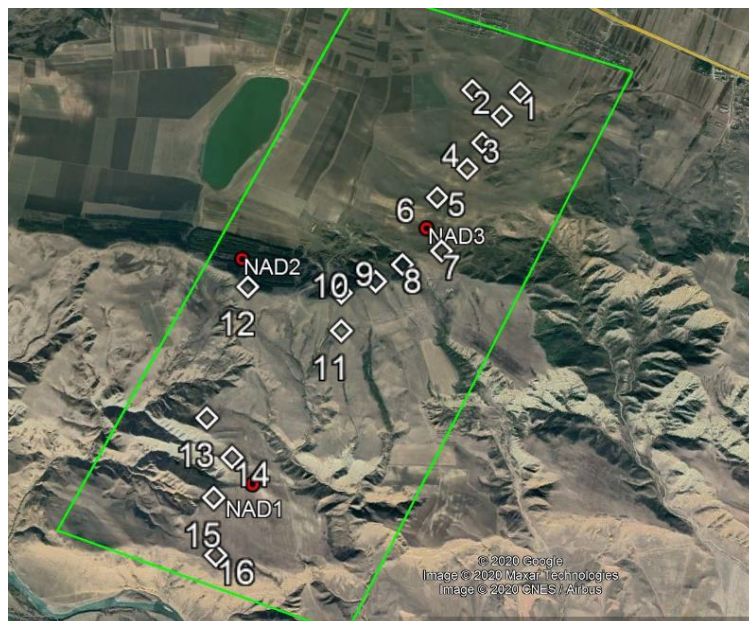 2
1
3
4
5
6
NAD3
7
8
9
10
NAD2
12
11
13
14
NAD1
15
16
© 2020 Google
Image © 2020 Maxar Technologies
Image © 2020 CNES / Airbus